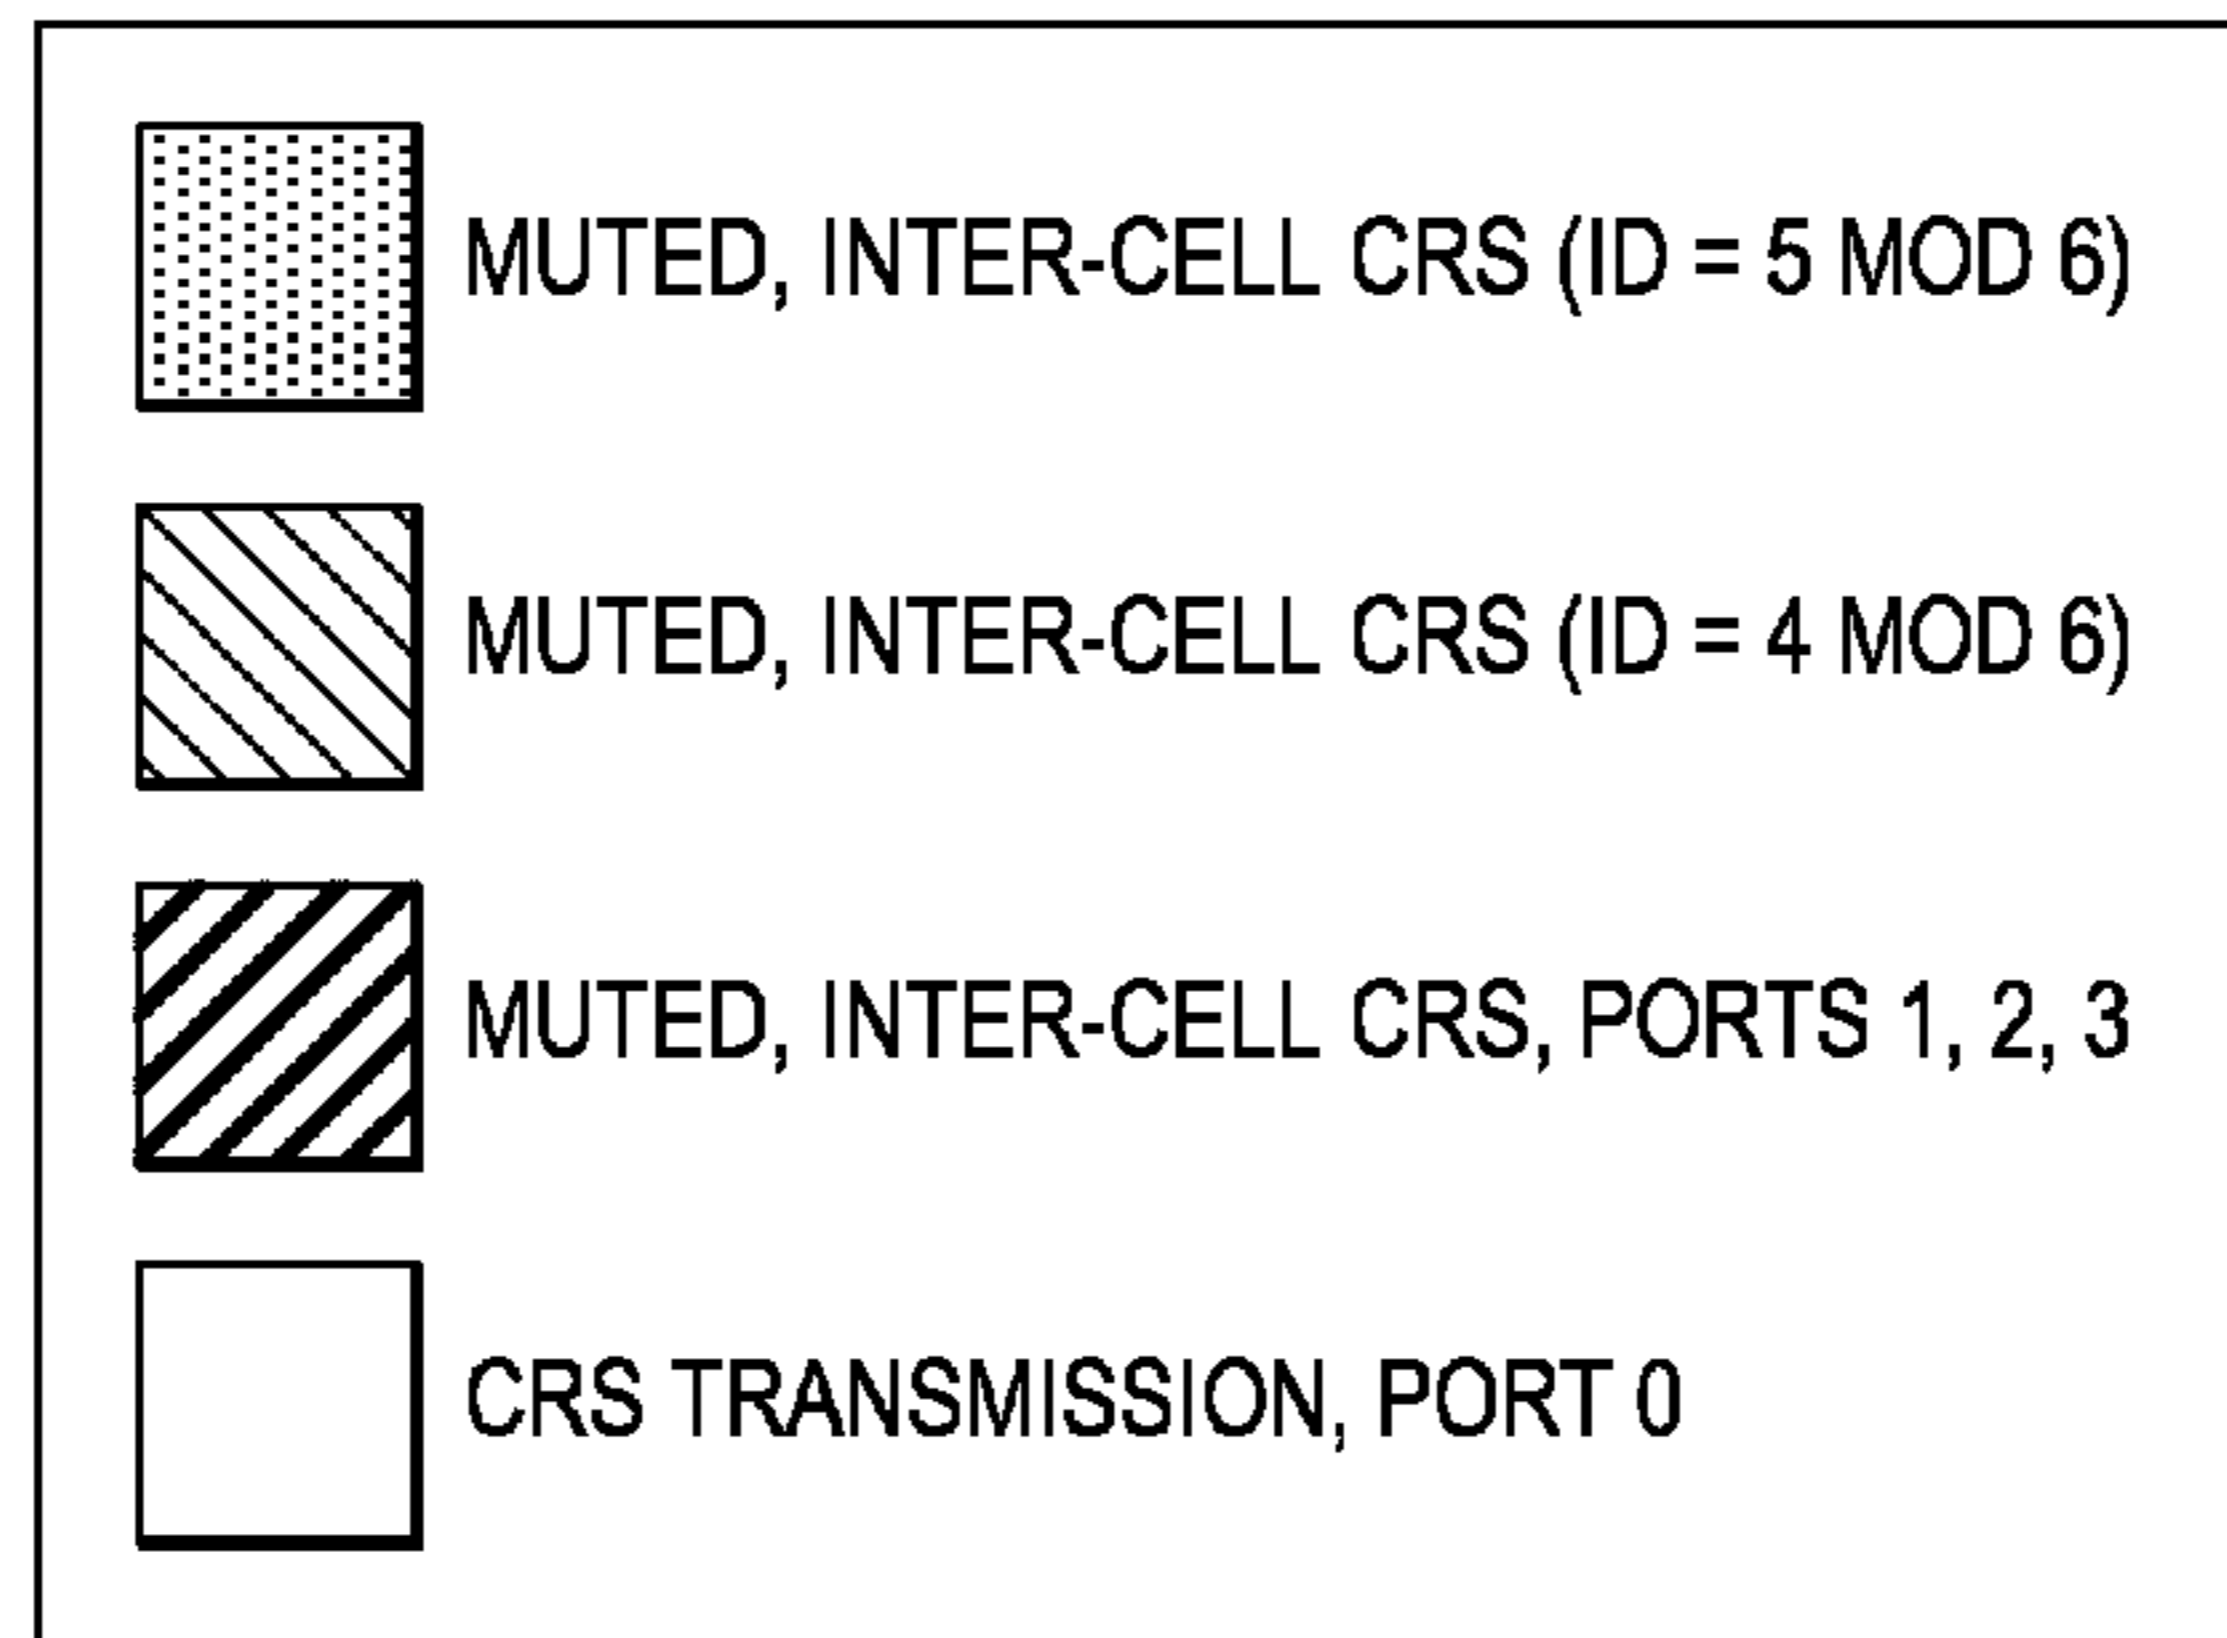 MUTED, INTER-CELL CRS (ID = 5 MOD 6)
MUTED, INTER-CELL CRS (ID = 4 MOD 6)
MUTED, INTER-CELL CRS, PORTS 1, 2, 3
CRS TRANSMISSION, PORT 0